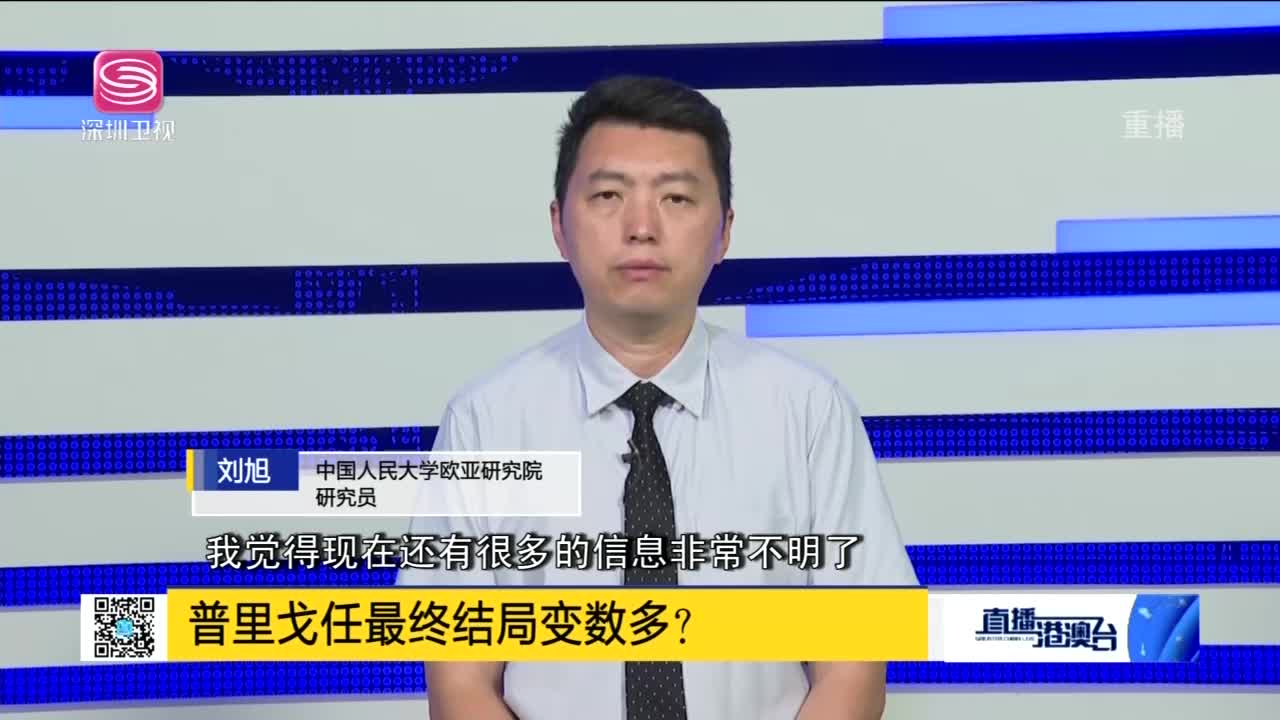 深圳卫视
重播
刘旭
中国人民大学欧亚研究院
研究员
我觉得现在还有很多的信息非常不明了
普里戈任最终结局变数多？
直播港澳台